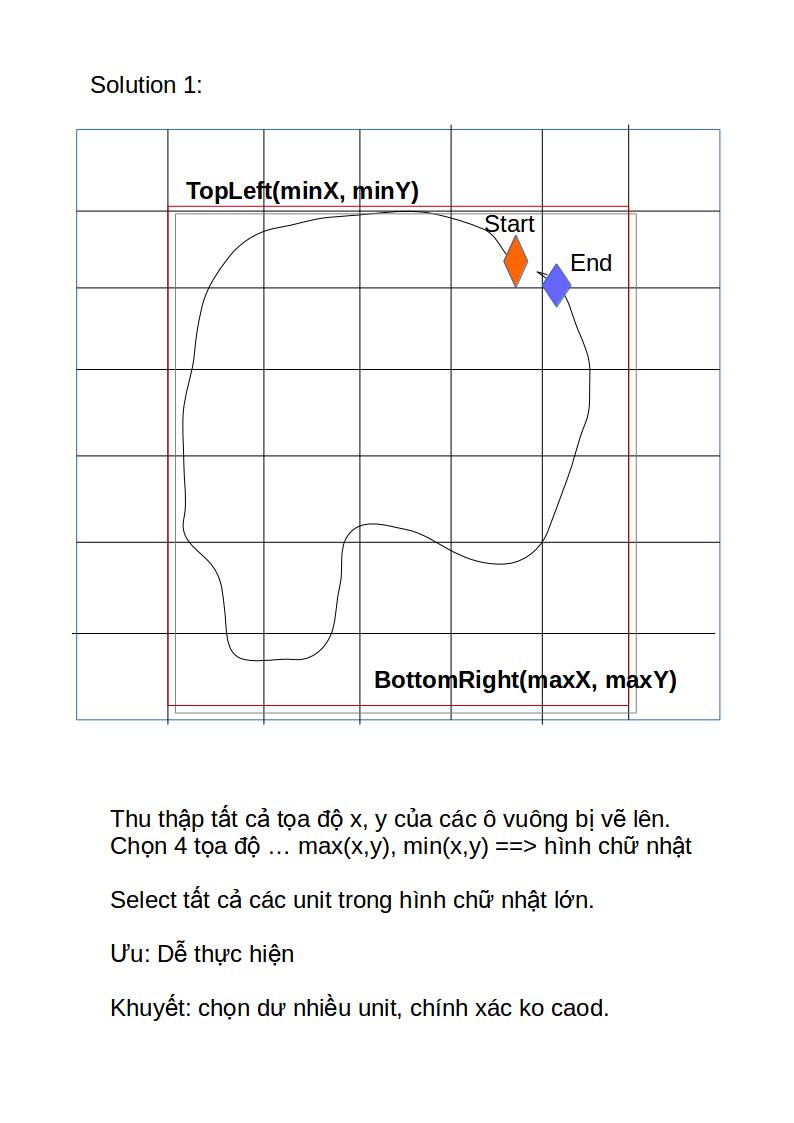 Solution 1:
TopLeft(minX, minY)
Start
End
BottomRight(maxX, maxY)
Thu thập tất cả tọa độ x, y của các ô vuông bị vẽ lên.
Chọn 4 tọa độ … max(x,y), min(x,y) ==> hình chữ nhật
Select tất cả các unit trong hình chữ nhật lớn.
Ưu: Dễ thực hiện
Khuyết: chọn dư nhiều unit, chính xác ko caod.